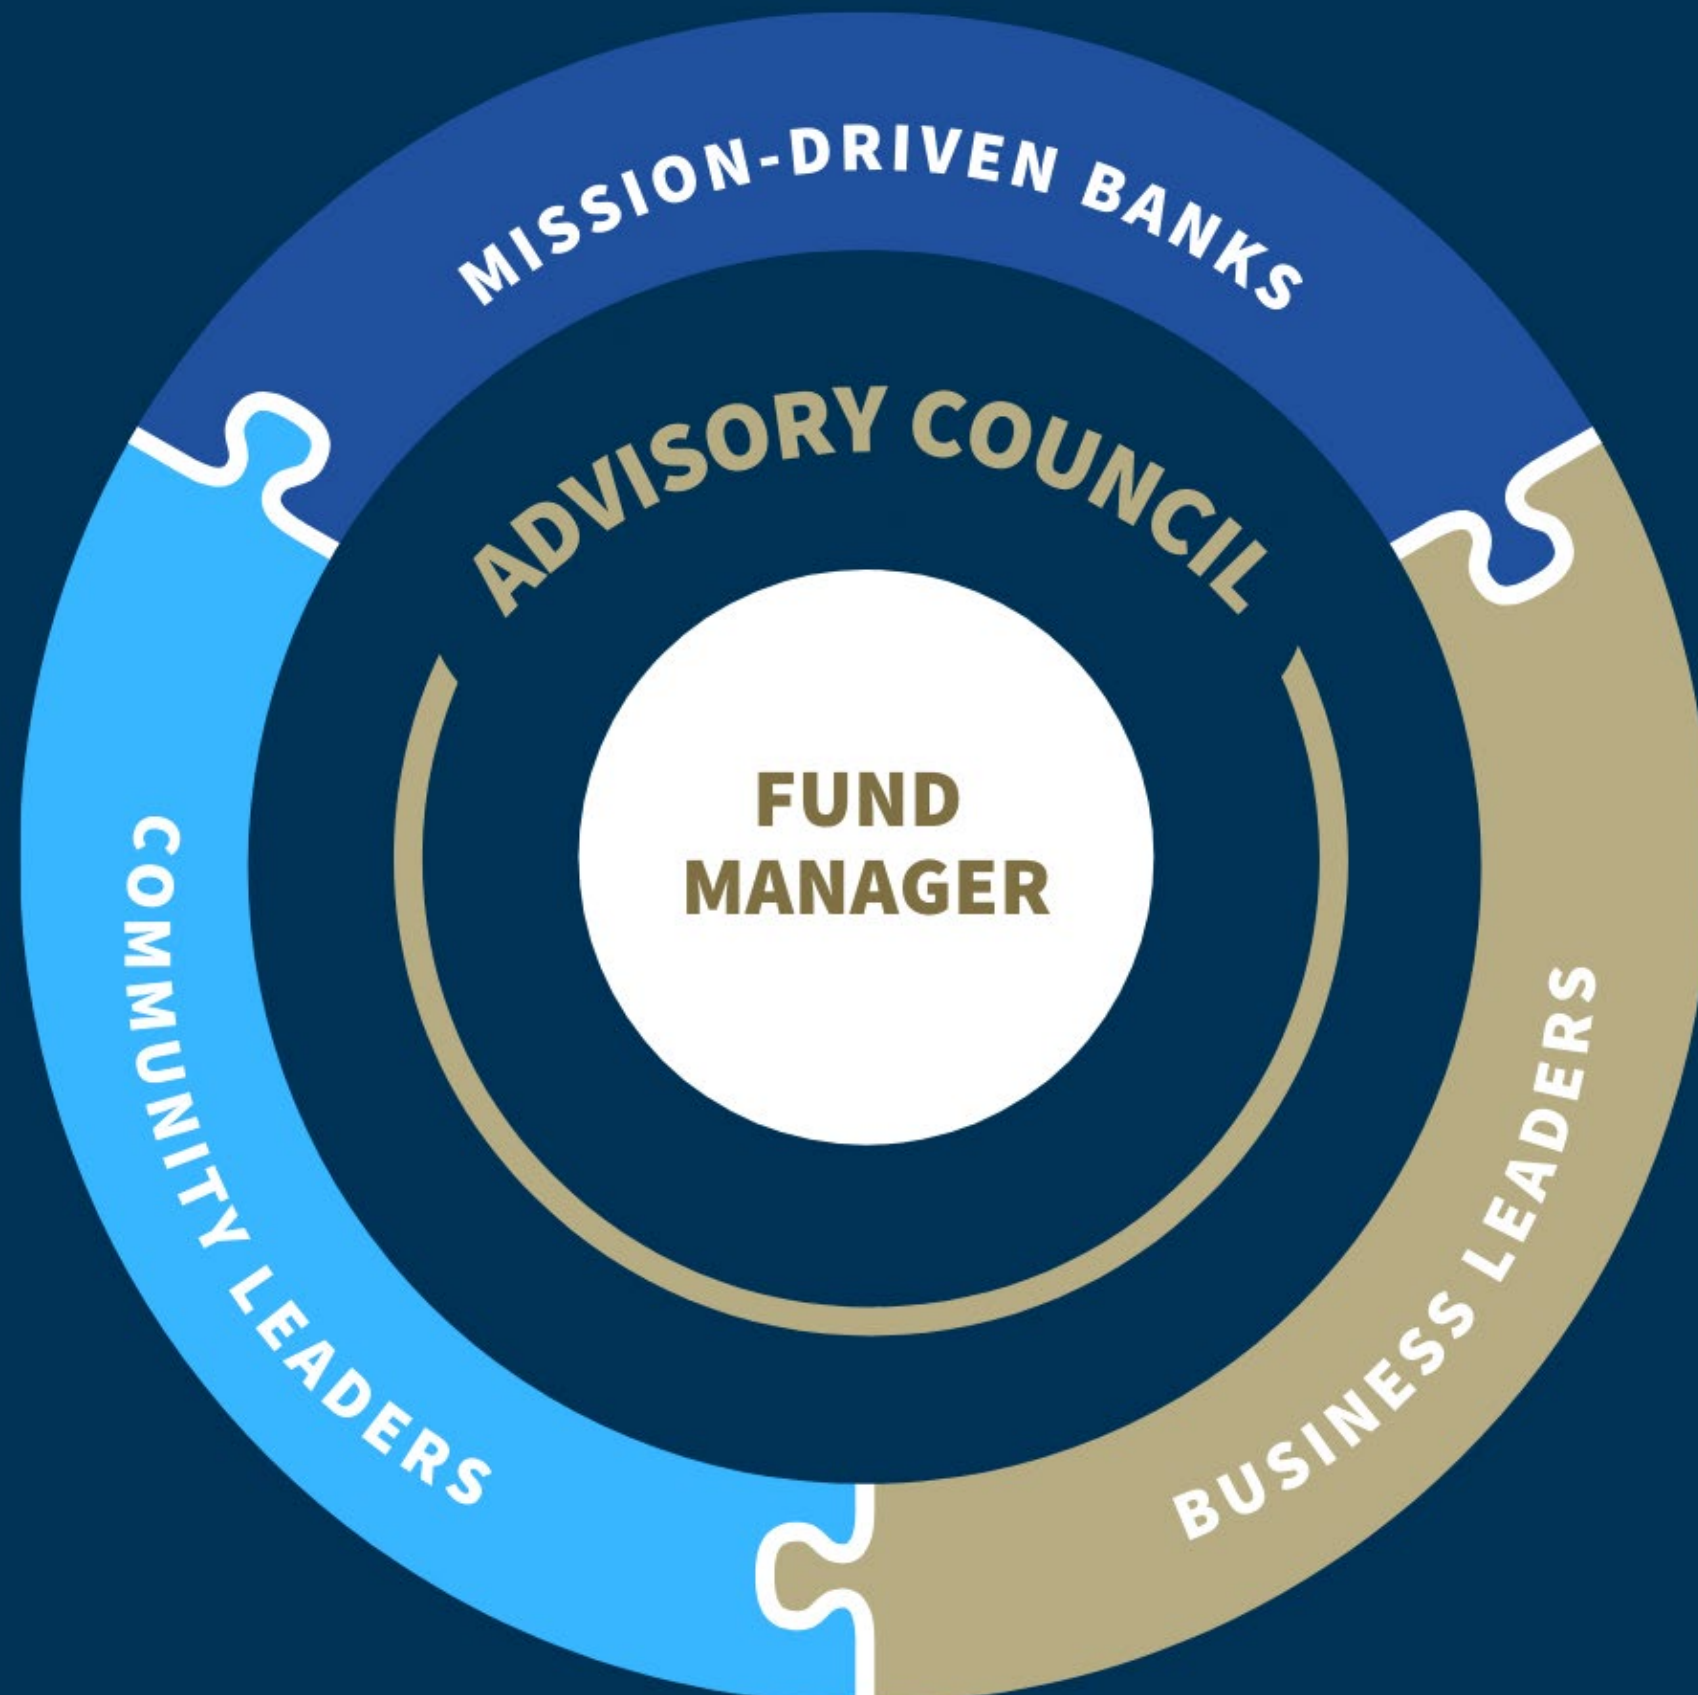 MISSION-DRIVEN BANKS
ADVISORY COUNCIL
FUND
MANAGER
COMMUNITY LEADERS
BUSINESS LEADERS